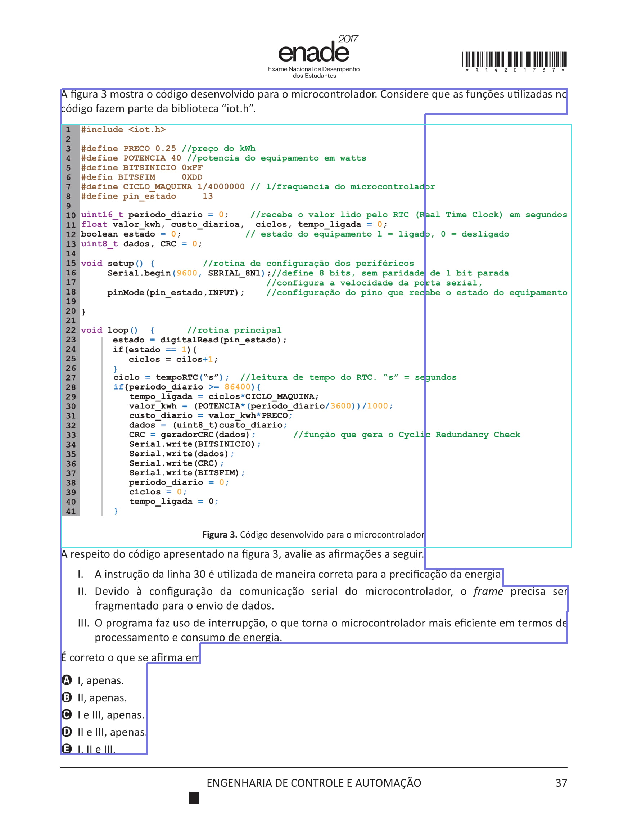 2017
enade
Exame Nacional de Desempenho
dos Estudantes
A figura 3 mostra o código desenvolvido para o microcontrolador. Considere que as funções utilizadas no
código fazem parte da biblioteca “iot.h”.
1 #include <iot.h>
2
3 #define PRECO 0.25 //preço do kWh
4 #define POTENCIA 40 //potencia do equipamento em watts
5 #define BITSINICIO 0xFF
6 #defin BITSFIM 0XDD
7 #define CICLO_MAQUINA 1/4000000 // 1/frequencia do microcontrolador
8 #define pin_estado 13
9
10 uint16_t periodo_diario = 0; //recebe o valor lido pelo RTC (Real Time Clock) em segundos
11 float valor_kwh, custo_diarioa, ciclos, tempo_ligada = 0;
12 boolean estado = 0; // estado do equipamento 1 = ligado, 0 = desligado
13 uint8_t dados, CRC = 0;
14
15 void setup() { //rotina de configuração dos periféricos
16 Serial.begin(9600, SERIAL_8N1);//define 8 bits, sem paridade de 1 bit parada
17 //configura a velocidade da porta serial,
18 pinMode(pin_estado,INPUT); //configuração do pino que recebe o estado do equipamento
19
20 }
21
22 void loop() { //rotina principal
23 estado = digitalRead(pin_estado);
24 if(estado == 1){
25 ciclos = cilos+1;
26 }
27 ciclo = tempoRTC(“s”); //leitura de tempo do RTC. “s” = segundos
28 if(periodo_diario >= 86400){
29 tempo_ligada = ciclos*CICLO_MAQUINA;
30 valor_kwh = (POTENCIA*(periodo_diario/3600))/1000;
31 custo_diario = valor_kwh*PRECO;
32 dados = (uint8_t)custo_diario;
33 CRC = geradorCRC(dados); //função que gera o Cyclic Redundancy Check
34 Serial.write(BITSINICIO);
35 Serial.write(dados);
36 Serial.write(CRC);
37 Serial.write(BITSFIM);
38 periodo_diario = 0;
39 ciclos = 0;
40 tempo_ligada = 0;
41 }
Figura 3. Código desenvolvido para o microcontrolador
A respeito do código apresentado na figura 3, avalie as afirmações a seguir.
I. A instrução da linha 30 é utilizada de maneira correta para a precificação da energia
II. Devido à configuração da comunicação serial do microcontrolador, o frame precisa ser
fragmentado para o envio de dados.
III. O programa faz uso de interrupção, o que torna o microcontrolador mais eficiente em termos de
processamento e consumo de energia.
É correto o que se afirma em
A I, apenas.
B II, apenas.
C I e III, apenas.
D II e III, apenas.
E I, II e III.
ENGENHARIA DE CONTROLE E AUTOMAÇÃO 37